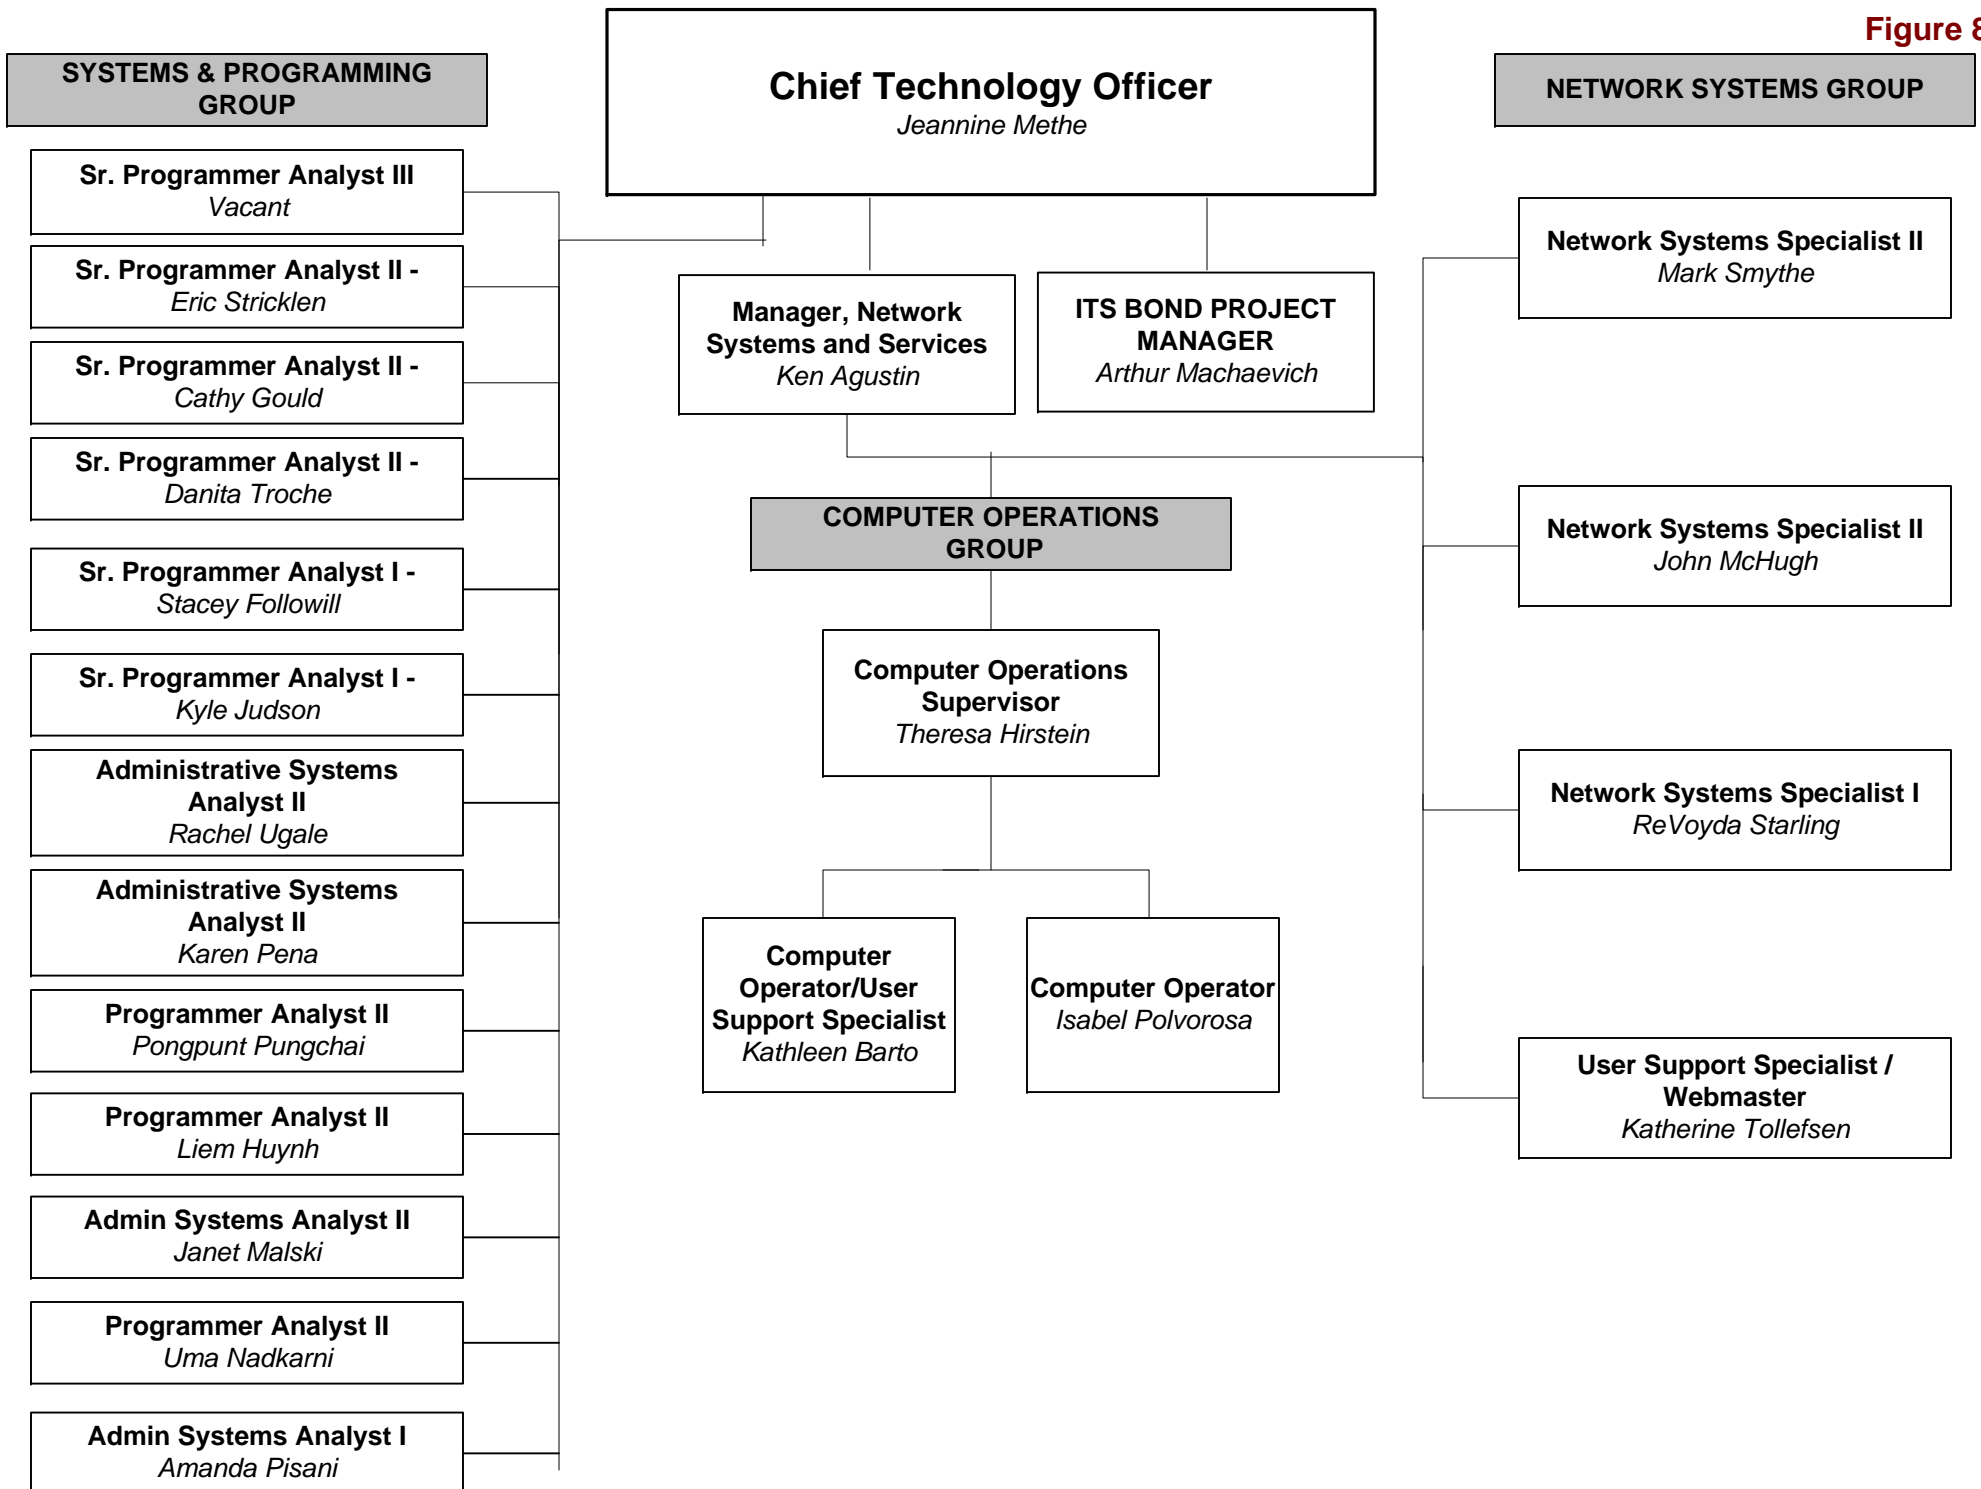 Figure 8
SYSTEMS & PROGRAMMING
GROUP
Chief Technology Officer
Jeannine Methe
NETWORK SYSTEMS GROUP
Sr. Programmer Analyst III
Vacant
Sr. Programmer Analyst II -
Eric Stricklen
Sr. Programmer Analyst II -
Cathy Gould
Sr. Programmer Analyst II -
Danita Troche
Sr. Programmer Analyst I -
Stacey Followill
Sr. Programmer Analyst I -
Kyle Judson
Administrative Systems
Analyst II
Rachel Ugale
Administrative Systems
Analyst II
Karen Pena
Programmer Analyst II
Pongpunt Pungchai
Programmer Analyst II
Liem Huynh
Admin Systems Analyst II
Janet Malski
Programmer Analyst II
Uma Nadkarni
Admin Systems Analyst I
Amanda Pisani
Manager, Network
Systems and Services
Ken Agustin
ITS BOND PROJECT
MANAGER
Arthur Machaevich
COMPUTER OPERATIONS
GROUP
Computer Operations
Supervisor
Theresa Hirstein
Computer
Operator/User
Support Specialist
Kathleen Barto
Computer Operator
Isabel Polvorosa
Network Systems Specialist II
Mark Smythe
Network Systems Specialist II
John McHugh
Network Systems Specialist I
ReVoyda Starling
User Support Specialist /
Webmaster
Katherine Tollefsen